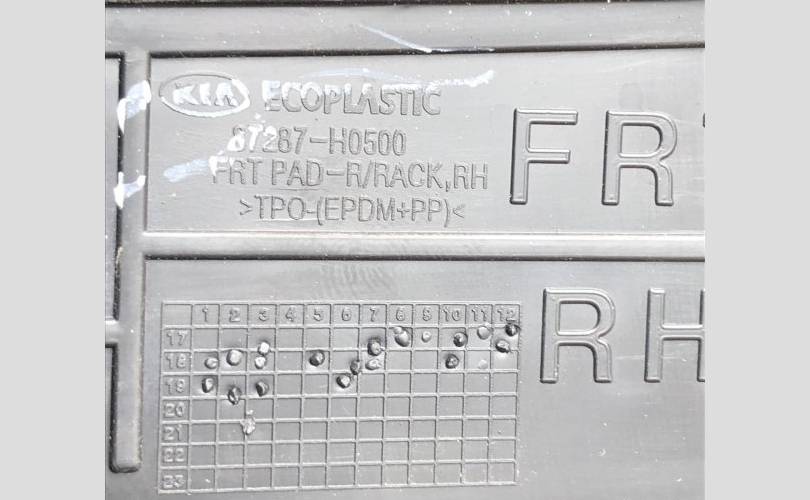 KIA ECOPLASTIC
87287-H0500
FRT PAD-R/RACK,RH
>TPO-(EPDM+PP)<
FR
RH
1 2 3 4 5 6 7 8 9 10 11 12
17
18
19
20
21
22
23